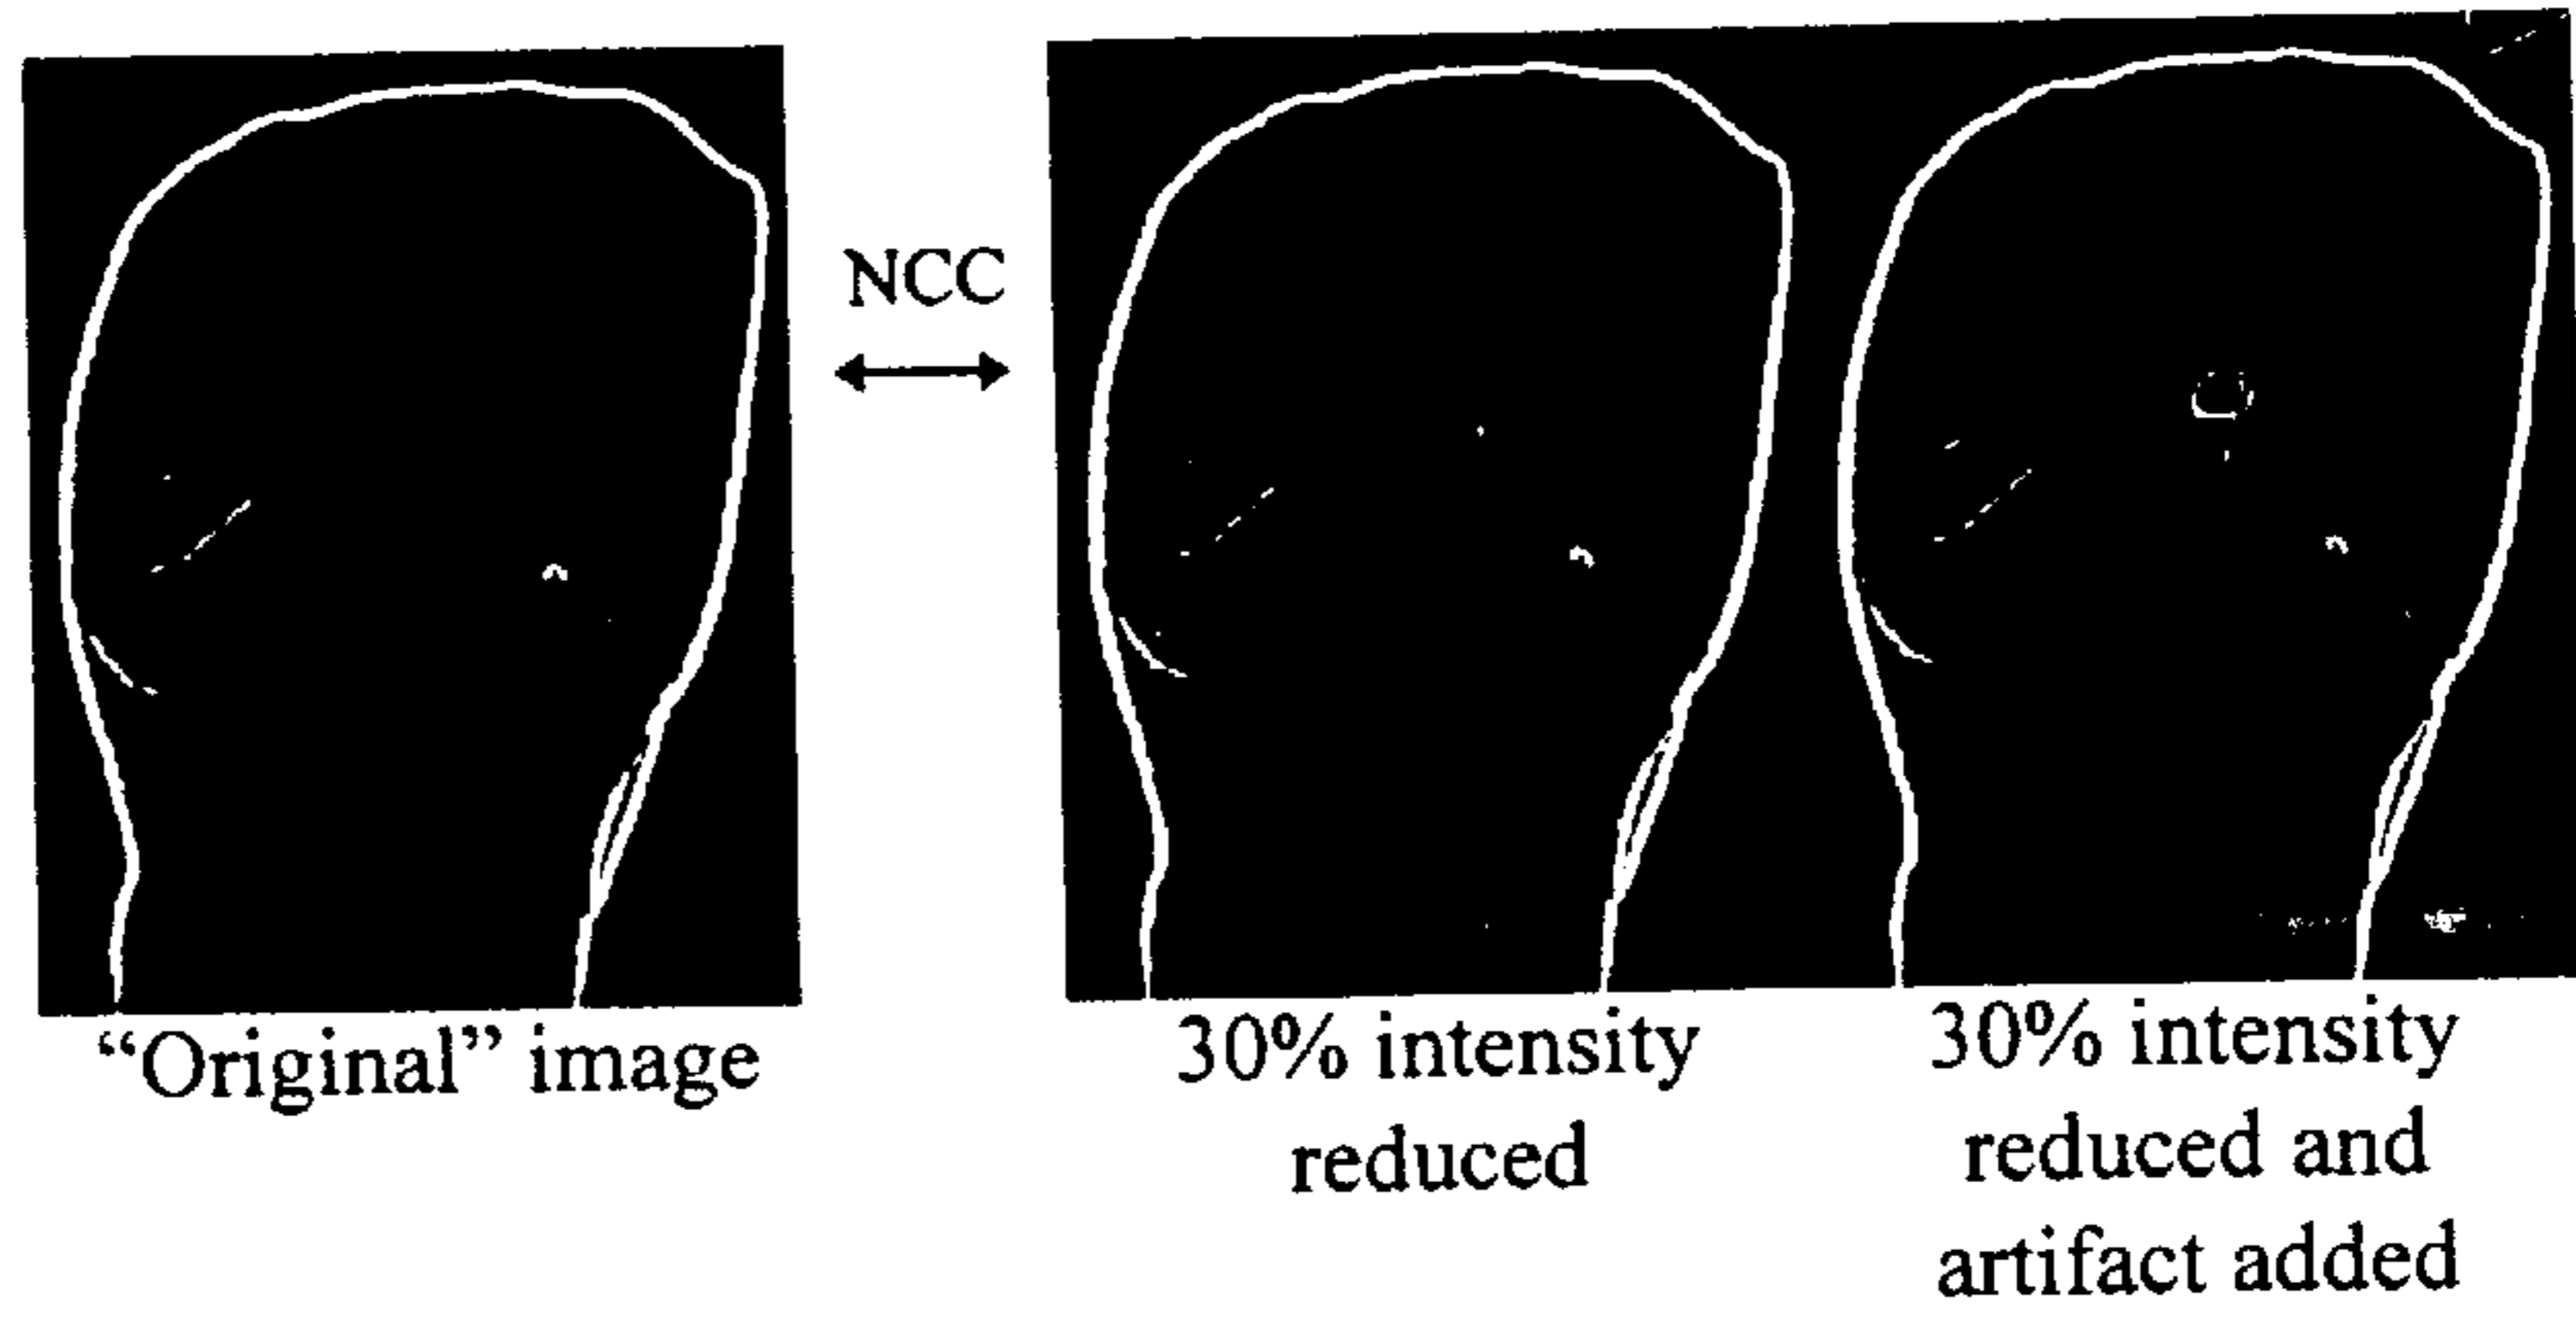 NCC
“Original” image
30% intensity
reduced
30% intensity
reduced and
artifact added